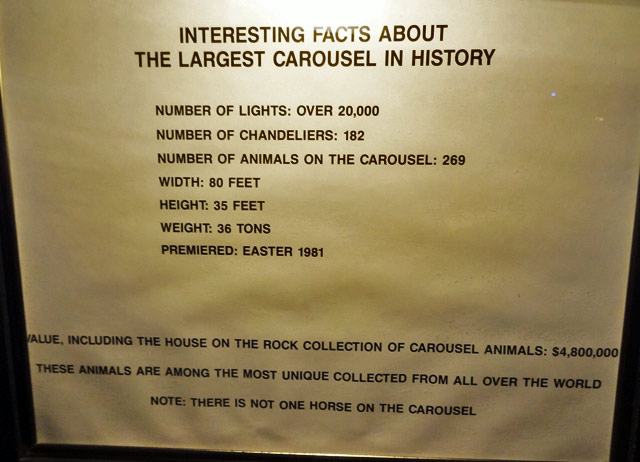 INTERESTING FACTS ABOUT
THE LARGEST CAROUSEL IN HISTORY
NUMBER OF LIGHTS: OVER 20,000
NUMBER OF CHANDELIERS: 182
NUMBER OF ANIMALS ON THE CAROUSEL: 269
WIDTH: 80 FEET
HEIGHT: 35 FEET
WEIGHT: 36 TONS
PREMIERED: EASTER 1981
VALUE, INCLUDING THE HOUSE ON THE ROCK COLLECTION OF CAROUSEL ANIMALS: $4,800,000
THESE ANIMALS ARE AMONG THE MOST UNIQUE COLLECTED FROM ALL OVER THE WORLD
NOTE: THERE IS NOT ONE HORSE ON THE CAROUSEL